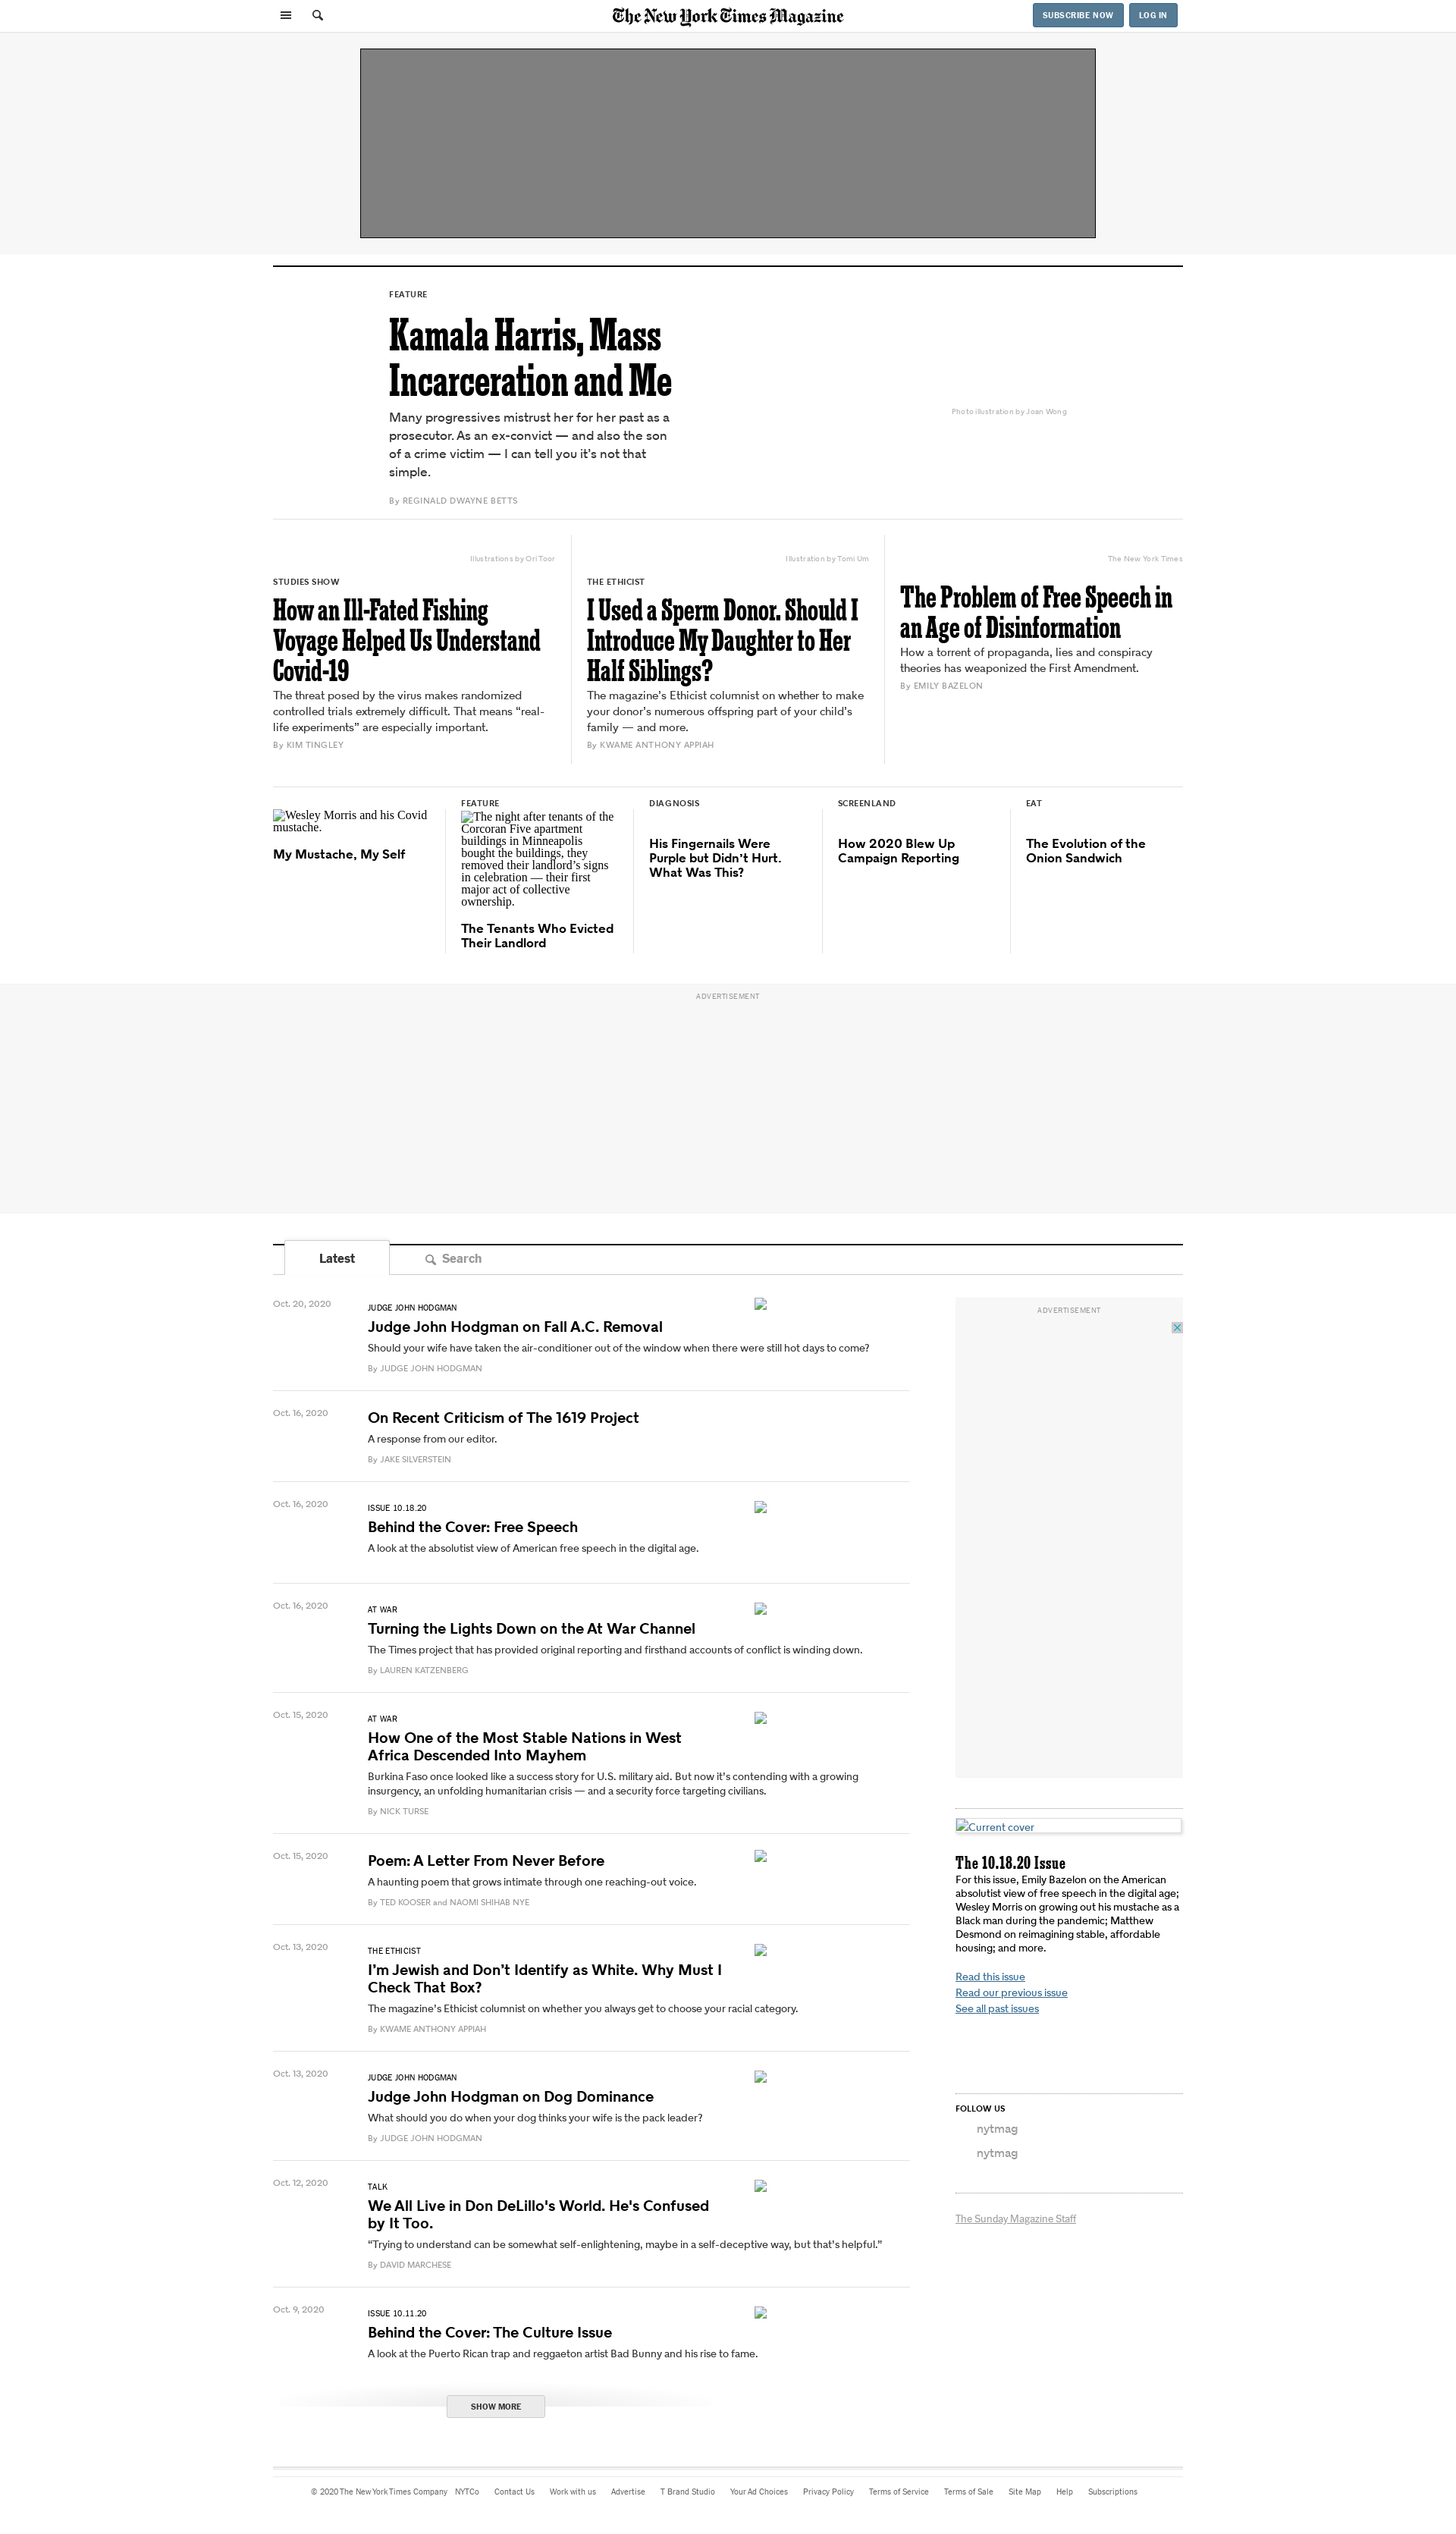 The New York Times Magazine
SUBSCRIBE NOW
LOG IN
FEATURE
Kamala Harris, Mass
Incarceration and Me
Many progressives mistrust her for her past as a
prosecutor. As an ex-convict — and also the son
of a crime victim — I can tell you it's not that
simple.
By REGINALD DWAYNE BETTS
Photo illustration by Joan Wong
Illustrations by Ori Toor
STUDIES SHOW
How an Ill-Fated Fishing
Voyage Helped Us Understand
Covid-19
The threat posed by the virus makes randomized
controlled trials extremely difficult. That means “real-
life experiments” are especially important.
By KIM TINGLEY
Illustration by Tomi Um
THE ETHICIST
I Used a Sperm Donor. Should I
Introduce My Daughter to Her
Half Siblings?
The magazine’s Ethicist columnist on whether to make
your donor’s numerous offspring part of your child’s
family — and more.
By KWAME ANTHONY APPIAH
The New York Times
The Problem of Free Speech in
an Age of Disinformation
How a torrent of propaganda, lies and conspiracy
theories has weaponized the First Amendment.
By EMILY BAZELON
Wesley Morris and his Covid
mustache.
My Mustache, My Self
FEATURE
The night after tenants of the
Corcoran Five apartment
buildings in Minneapolis
bought the buildings, they
removed their landlord’s signs
in celebration — their first
major act of collective
ownership.
The Tenants Who Evicted
Their Landlord
DIAGNOSIS
His Fingernails Were
Purple but Didn’t Hurt.
What Was This?
SCREENLAND
How 2020 Blew Up
Campaign Reporting
EAT
The Evolution of the
Onion Sandwich
ADVERTISEMENT
Latest
Search
Oct. 20, 2020
JUDGE JOHN HODGMAN
Judge John Hodgman on Fall A.C. Removal
Should your wife have taken the air-conditioner out of the window when there were still hot days to come?
By JUDGE JOHN HODGMAN
Oct. 16, 2020
On Recent Criticism of The 1619 Project
A response from our editor.
By JAKE SILVERSTEIN
Oct. 16, 2020
ISSUE 10.18.20
Behind the Cover: Free Speech
A look at the absolutist view of American free speech in the digital age.
Oct. 16, 2020
AT WAR
Turning the Lights Down on the At War Channel
The Times project that has provided original reporting and firsthand accounts of conflict is winding down.
By LAUREN KATZENBERG
Oct. 15, 2020
AT WAR
How One of the Most Stable Nations in West
Africa Descended Into Mayhem
Burkina Faso once looked like a success story for U.S. military aid. But now it’s contending with a growing
insurgency, an unfolding humanitarian crisis — and a security force targeting civilians.
By NICK TURSE
Oct. 15, 2020
Poem: A Letter From Never Before
A haunting poem that grows intimate through one reaching-out voice.
By TED KOOSER and NAOMI SHIHAB NYE
Oct. 13, 2020
THE ETHICIST
I’m Jewish and Don’t Identify as White. Why Must I
Check That Box?
The magazine’s Ethicist columnist on whether you always get to choose your racial category.
By KWAME ANTHONY APPIAH
Oct. 13, 2020
JUDGE JOHN HODGMAN
Judge John Hodgman on Dog Dominance
What should you do when your dog thinks your wife is the pack leader?
By JUDGE JOHN HODGMAN
Oct. 12, 2020
TALK
We All Live in Don DeLillo's World. He's Confused
by It Too.
“Trying to understand can be somewhat self-enlightening, maybe in a self-deceptive way, but that’s helpful.”
By DAVID MARCHESE
Oct. 9, 2020
ISSUE 10.11.20
Behind the Cover: The Culture Issue
A look at the Puerto Rican trap and reggaeton artist Bad Bunny and his rise to fame.
SHOW MORE
ADVERTISEMENT
Current cover
The 10.18.20 Issue
For this issue, Emily Bazelon on the American
absolutist view of free speech in the digital age;
Wesley Morris on growing out his mustache as a
Black man during the pandemic; Matthew
Desmond on reimagining stable, affordable
housing; and more.
Read this issue
Read our previous issue
See all past issues
FOLLOW US
nytmag
nytmag
The Sunday Magazine Staff
© 2020 The New York Times Company NYTCo Contact Us Work with us Advertise T Brand Studio Your Ad Choices Privacy Policy Terms of Service Terms of Sale Site Map Help Subscriptions